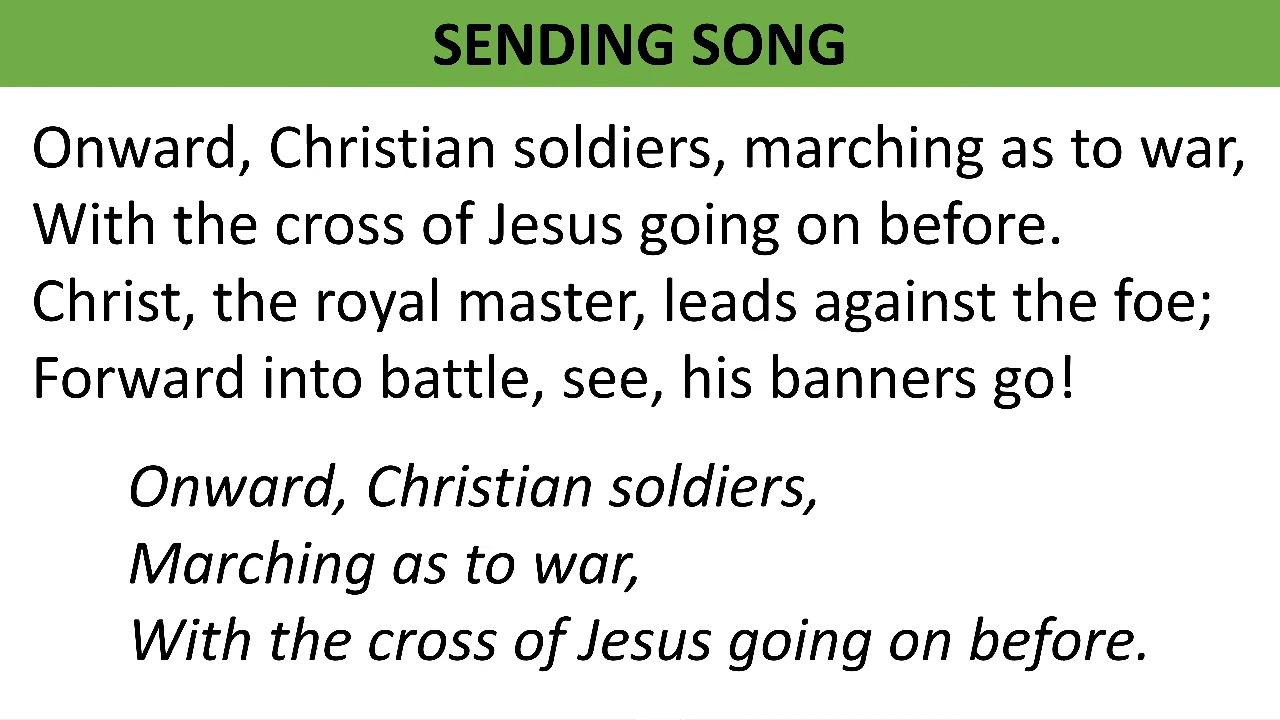 SENDING SONG
Onward, Christian soldiers, marching as to war,
With the cross of Jesus going on before.
Christ, the royal master, leads against the foe;
Forward into battle, see, his banners go!
Onward, Christian soldiers,
Marching as to war,
With the cross of Jesus going on before.